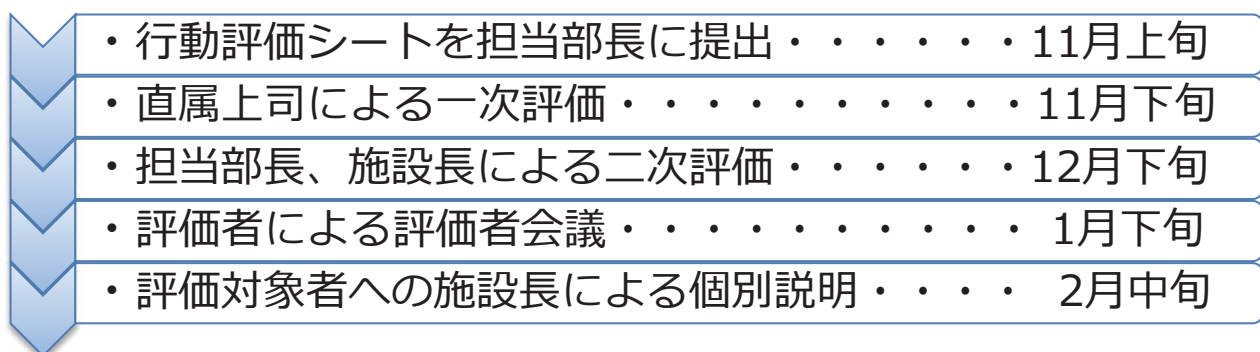 ・行動評価シートを担当部長に提出・・・・・・11月上旬
・直属上司による一次評価・・・・・・・・・・11月下旬
・担当部長、施設長による二次評価・・・・・・12月下旬
・評価者による評価者会議・・・・・・・・・・ 1月下旬
・評価対象者への施設長による個別説明・・・・ 2月中旬